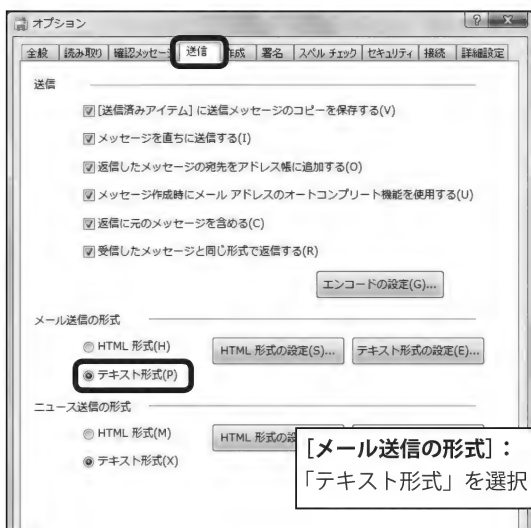 オプション
全般 読み取り 確認メッセー 送信 作成 署名 スペル チェック セキュリティ 接続 詳細設定
送信
[送信済みアイテム] に送信メッセージのコピーを保存する(V)
メッセージを直ちに送信する(I)
返信したメッセージの宛先をアドレス帳に追加する(O)
メッセージ作成時にメール アドレスのオートコンプリート機能を使用する(U)
返信に元のメッセージを含める(C)
受信したメッセージと同じ形式で返信する(R)
エンコードの設定(G)...
メール送信の形式
HTML 形式(H) HTML 形式の設定(S)... テキスト形式の設定(E)...
テキスト形式(P)
ニュース送信の形式
HTML 形式(M) HTML 形式の設
テキスト形式(X)
[メール送信の形式]:
「テキスト形式」を選択